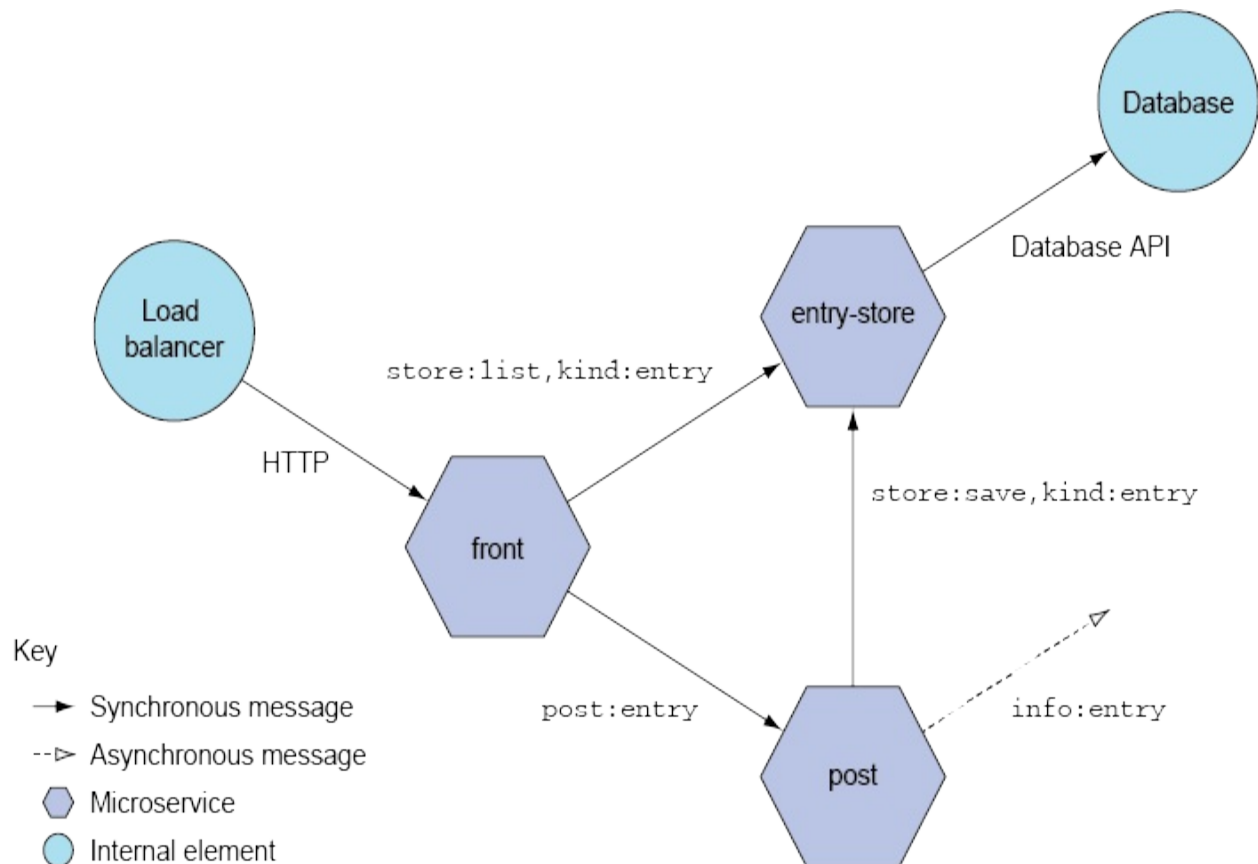 Database
Database API
Load
balancer
entry-store
store:list,kind:entry
HTTP
store:save,kind:entry
front
Key
Synchronous message
post:entry
info:entry
Asynchronous message
post
Microservice
Internal element